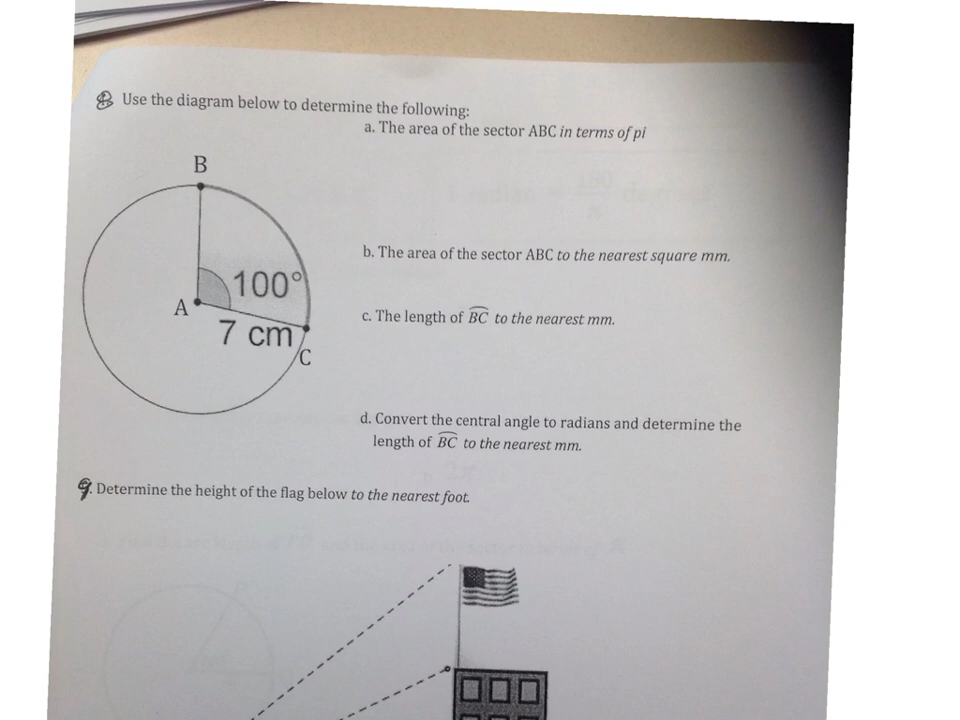 8. Use the diagram below to determine the following:
a. The area of the sector ABC in terms of pi
B
b. The area of the sector ABC to the nearest square mm.
100°
A
7 cm
C
c. The length of BC to the nearest mm.
d. Convert the central angle to radians and determine the
length of BC to the nearest mm.
9. Determine the height of the flag below to the nearest foot.